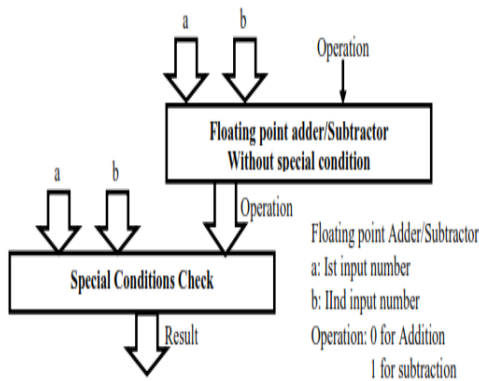 a
b
Operation
Floating point adder/Subtractor
Without special condition
a
b
Operation
Special Conditions Check
Result
Floating point Adder/Subtractor
a: Ist input number
b: IInd input number
Operation: 0 for Addition
1 for subtraction